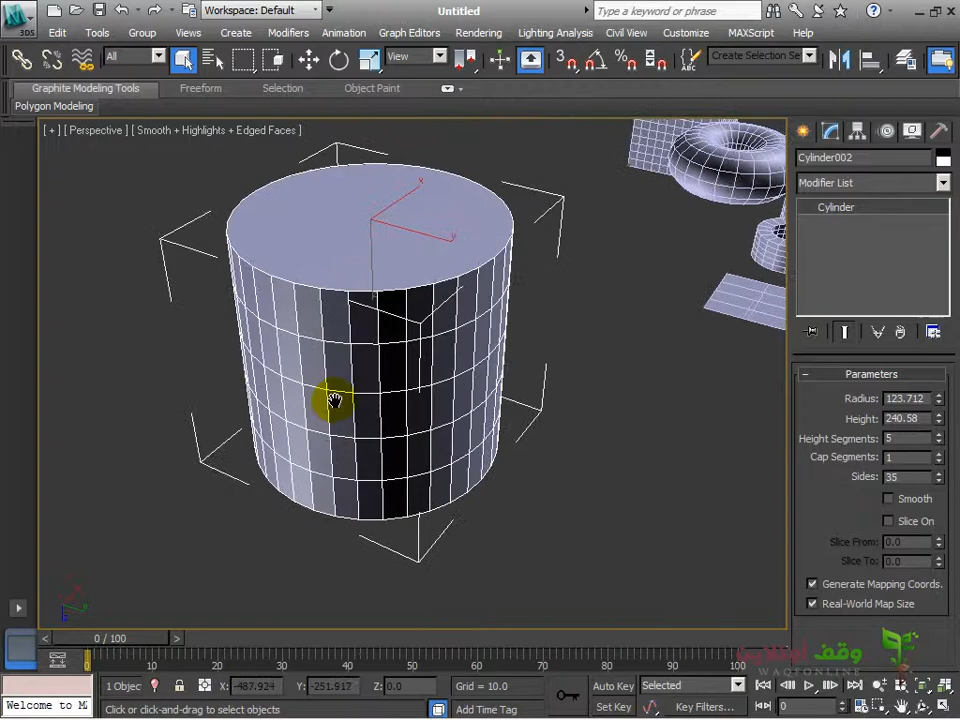 3DS
Workspace: Default
Untitled
Type a keyword or phrase
Edit Tools Group Views Create Modifiers Animation Graph Editors Rendering Lighting Analysis Civil View Customize MAXScript Help
All
View
3
Create Selection Se
Graphite Modeling Tools Freeform Selection Object Paint
Polygon Modeling
[ + ] [ Perspective ] [ Smooth + Highlights + Edged Faces ]
x
y
Cylinder002
Modifier List
Cylinder
Parameters
Radius: 123.712
Height: 240.58
Height Segments: 5
Cap Segments: 1
Sides: 35
Smooth
Slice On
Slice From: 0.0
Slice To: 0.0
Generate Mapping Coords.
Real-World Map Size
وقف أونلاين
WAQFONLINE
0 / 100
0 10 20 30 40 50 60 70 80 90 100
1 Objec
X: -487.924 Y: -251.917 Z: 0.0
Grid = 10.0
Auto Key
Selected
Welcome to M
Click or click-and-drag to select objects
Add Time Tag
Set Key
Key Filters...
0